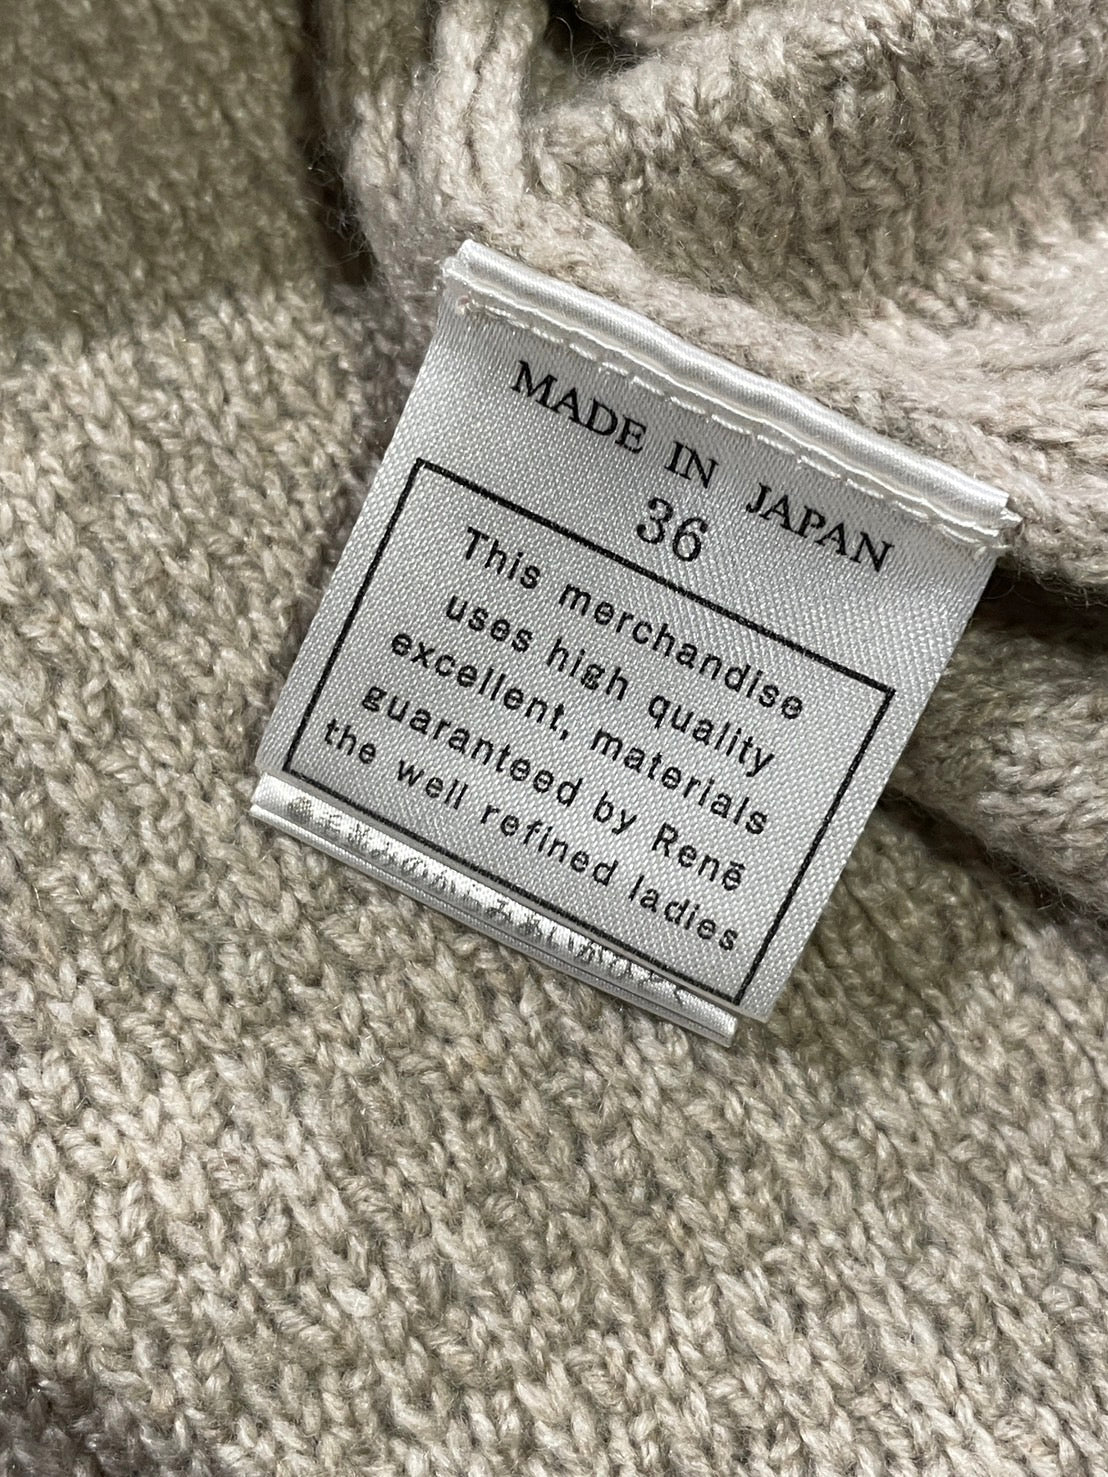 MADE IN JAPAN
36
This merchandise
uses high quality
excellent, materials
guaranteed by Renē
the well refined ladies